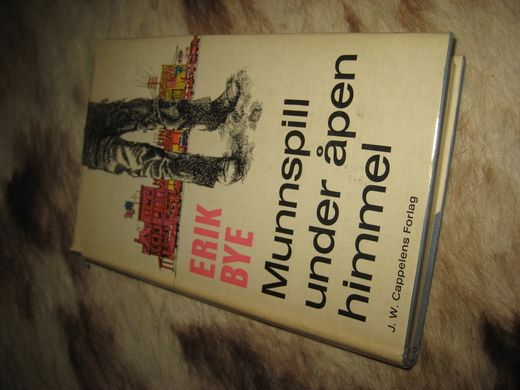 ERIK
BYE
Munnspill
under åpen
himmel
J. W. Cappelens Forlag